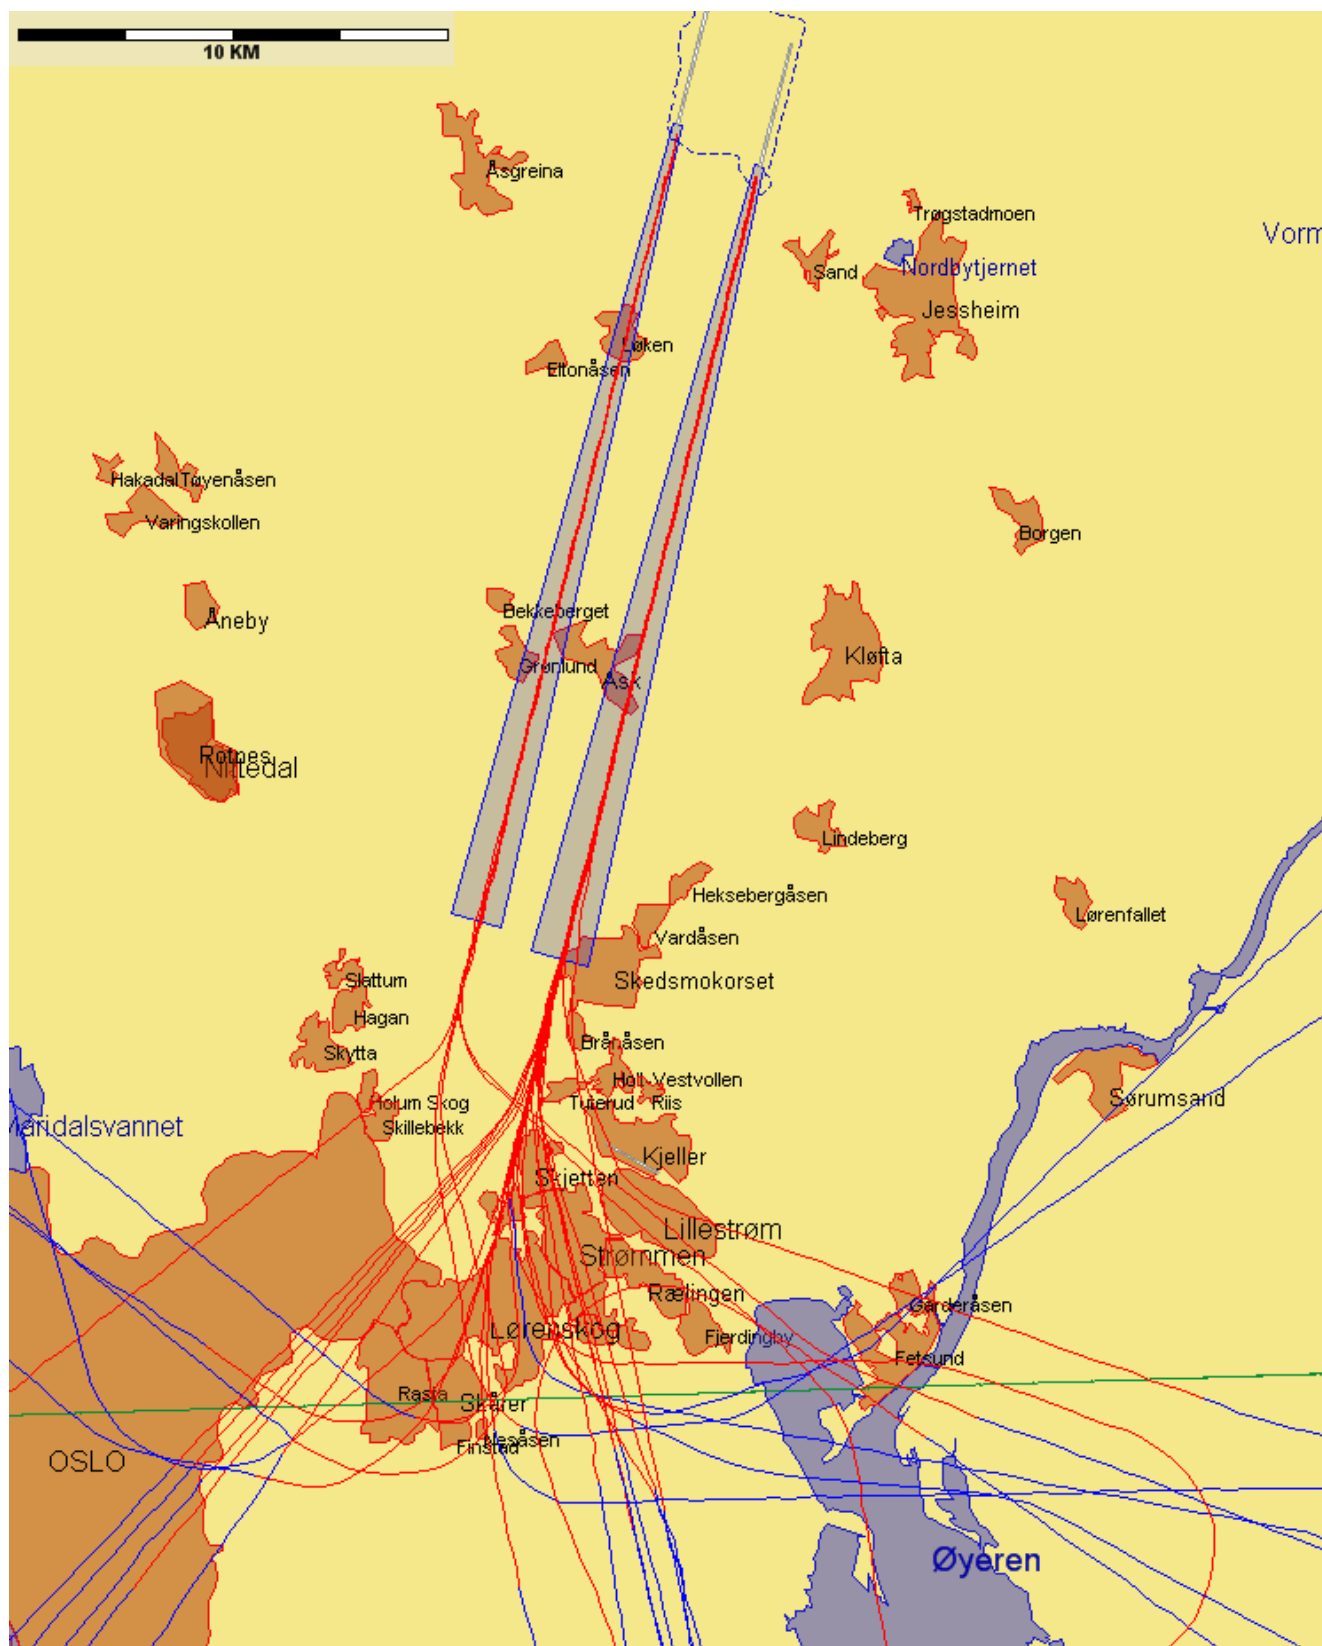 10 KM
Åsgreina
Trøgstadmoen
Vorm
Sand
Nordbytjernet
Jessheim
Løken
Eltonåsen
Hakadal
Tøyenåsen
Varingskollen
Borgen
Bekkeberget
Åneby
Grønlund
Kløfta
Ask
Rotnes
Nittedal
Lindeberg
Heksebergåsen
Lørenfallet
Vardåsen
Slattum
Skedsmokorset
Hagan
Brånåsen
Skytta
Holt
Vestvollen
Holum Skog
Tuterud
Riis
Sørumsand
Maridalsvannet
Skillebekk
Kjeller
Skjetten
Lillestrøm
Strømmen
Rælingen
Garderåsen
Lørenskog
Fjerdingby
Fetsund
Rasta
Skårer
Nesåsen
Finstad
OSLO
Øyeren